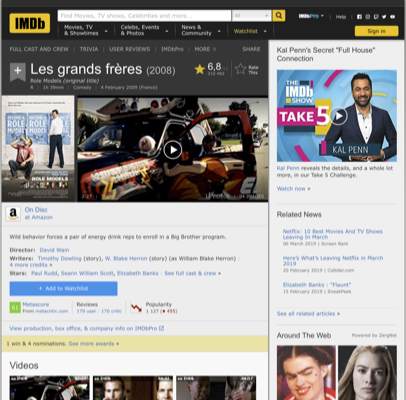 IMDb
Find Movies, TV shows, Celebrities and more...
All
IMDbPro
Help
Movies, TV
& Showtimes
Celebs, Events
& Photos
News &
Community
Watchlist
Sign in
FULL CAST AND CREW | TRIVIA | USER REVIEWS | IMDbPro | MORE
SHARE
Les grands frères (2008)
Role Models (original title)
R | 1h 39min | Comedy | 4 February 2009 (France)
6,8
Rate
This
ROLE MODELS
On Disc
at Amazon
Wild behavior forces a pair of energy drink reps to enroll in a Big Brother program.
Director: David Wain
Writers: Timothy Dowling (story), W. Blake Herron (story) (as William Blake Herron)
4 more credits »
Stars: Paul Rudd, Seann William Scott, Elizabeth Banks | See full cast & crew »
+ Add to Watchlist
Metascore
From metacritic.com
Reviews
179 user | 170 critic
Popularity
1 127
View production, box office, & company info on IMDbPro
1 win & 4 nominations. See more awards »
Videos
Kal Penn's Secret "Full House"
Connection
THE
IMDb
SHOW
TAKE 5
KAL PENN
Kal Penn reveals the details, and a whole lot
more, in our Take 5 Challenge.
Watch now »
Related News
Netflix: 10 Best Movies And TV Shows
Leaving In March
06 March 2019 | Screen Rant
Here's What's Leaving Netflix in
March 2019
20 February 2019 | Collider.com
Elizabeth Banks : "Flaunt"
15 February 2019 | SneakPeek
See all related articles »
Around The Web
Powered by ZergNet